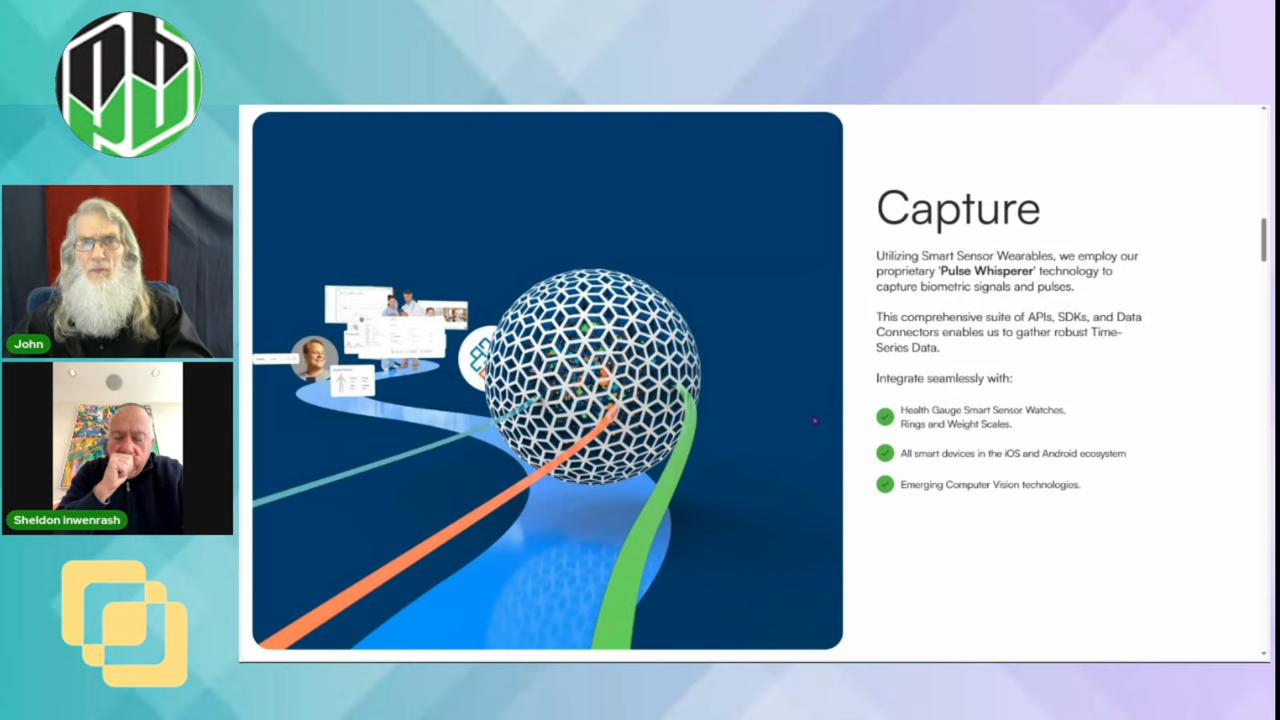 John
Sheldon Inwenrash
Capture
Utilizing Smart Sensor Wearables, we employ our
proprietary 'Pulse Whisperer' technology to
capture biometric signals and pulses.
This comprehensive suite of APIs, SDKs, and Data
Connectors enables us to gather robust Time-
Series Data.
Integrate seamlessly with:
Health Gauge Smart Sensor Watches,
Rings and Weight Scales.
All smart devices in the iOS and Android ecosystem
Emerging Computer Vision technologies.